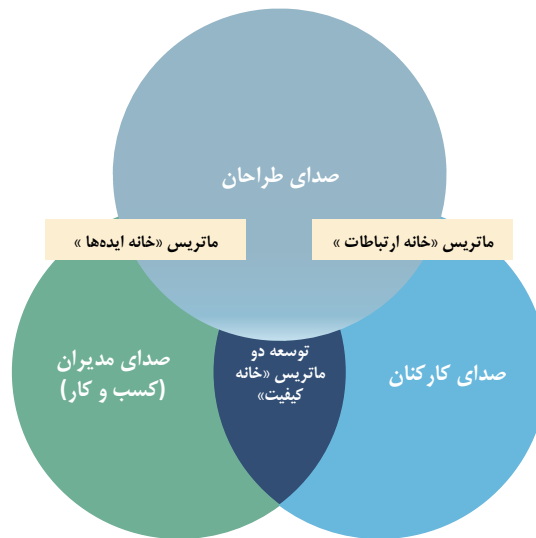 صدای طراحان
ماتریس «خانه ارتباطات »
ماتریس «خانه ایده‌ها »
توسعه دو
ماتریس «خانه
کیفیت»
صدای کارکنان
صدای مدیران
(کسب و کار)